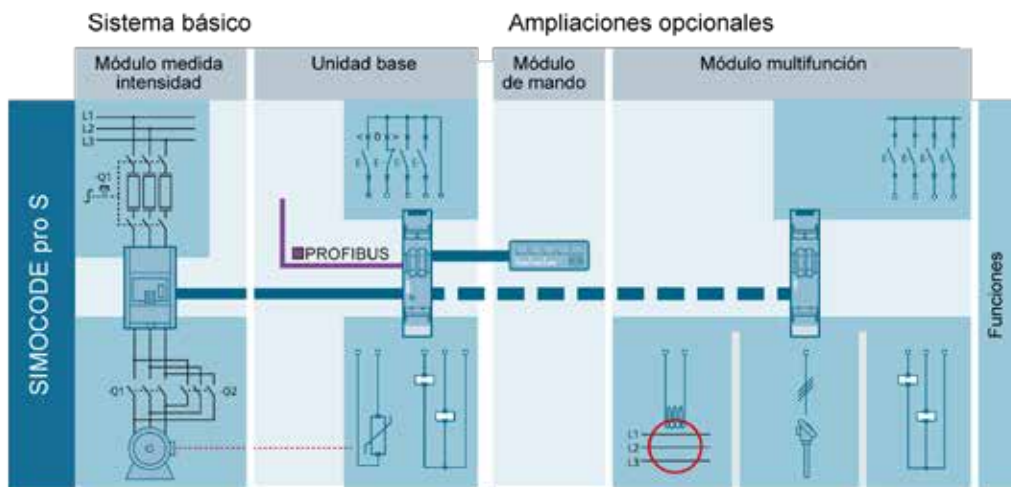 Sistema básico
Ampliaciones opcionales
Módulo medida
intensidad
Unidad base
Módulo
de mando
Módulo multifunción
SIMOCODE pro S
L1
L2
L3
-Q1
PROFIBUS
Funciones
-Q1
-Q2
L1
L2
L3